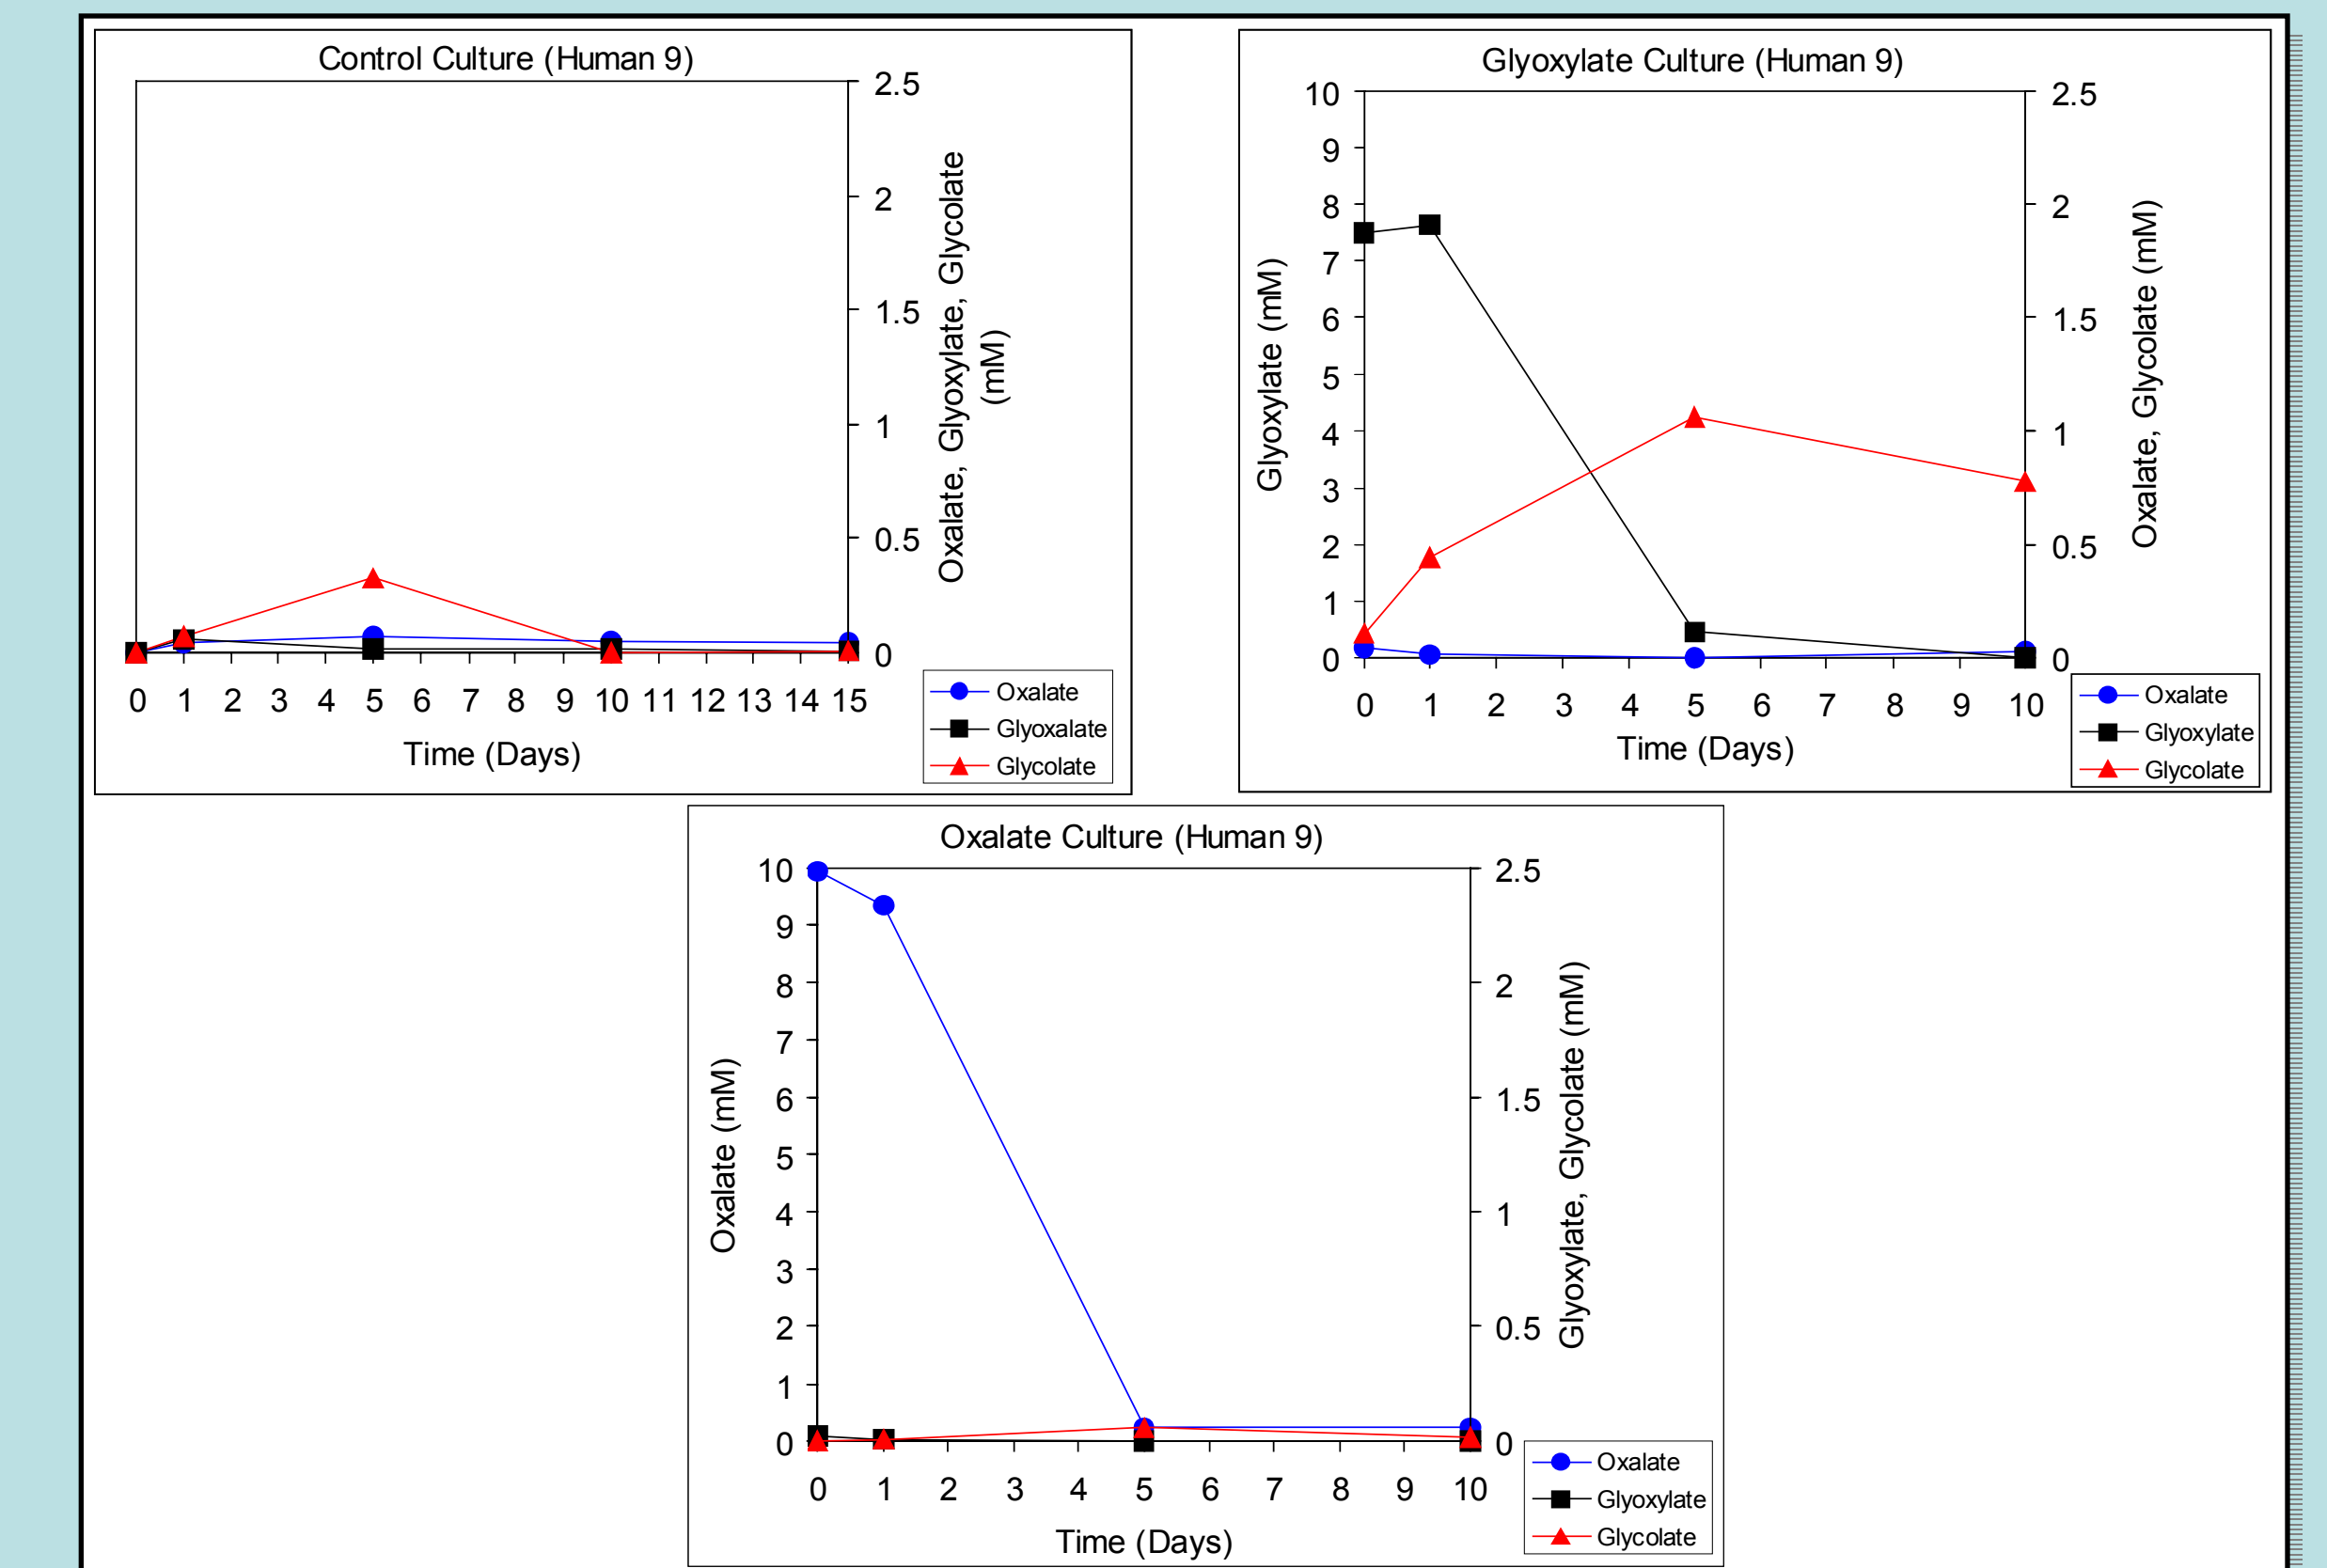 Control Culture (Human 9)
2.5
2
1.5
1
0.5
0
Oxalate, Glyoxylate, Glycolate
(mM)
0 1 2 3 4 5 6 7 8 9 10 11 12 13 14 15
Time (Days)
Oxalate
Glyoxalate
Glycolate
Glyoxylate Culture (Human 9)
10
9
8
7
6
5
4
3
2
1
0
Glyoxylate (mM)
2.5
2
1.5
1
0.5
0
Oxalate, Glycolate (mM)
0 1 2 3 4 5 6 7 8 9 10
Time (Days)
Oxalate
Glyoxylate
Glycolate
Oxalate Culture (Human 9)
10
9
8
7
6
5
4
3
2
1
0
Oxalate (mM)
2.5
2
1.5
1
0.5
0
Glyoxylate, Glycolate (mM)
0 1 2 3 4 5 6 7 8 9 10
Time (Days)
Oxalate
Glyoxylate
Glycolate